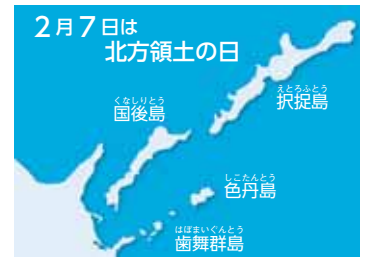 2月7日は
北方領土の日
えとろふとう
択捉島
くなしりとう
国後島
しこたんとう
色丹島
はぼまいぐんとう
歯舞群島